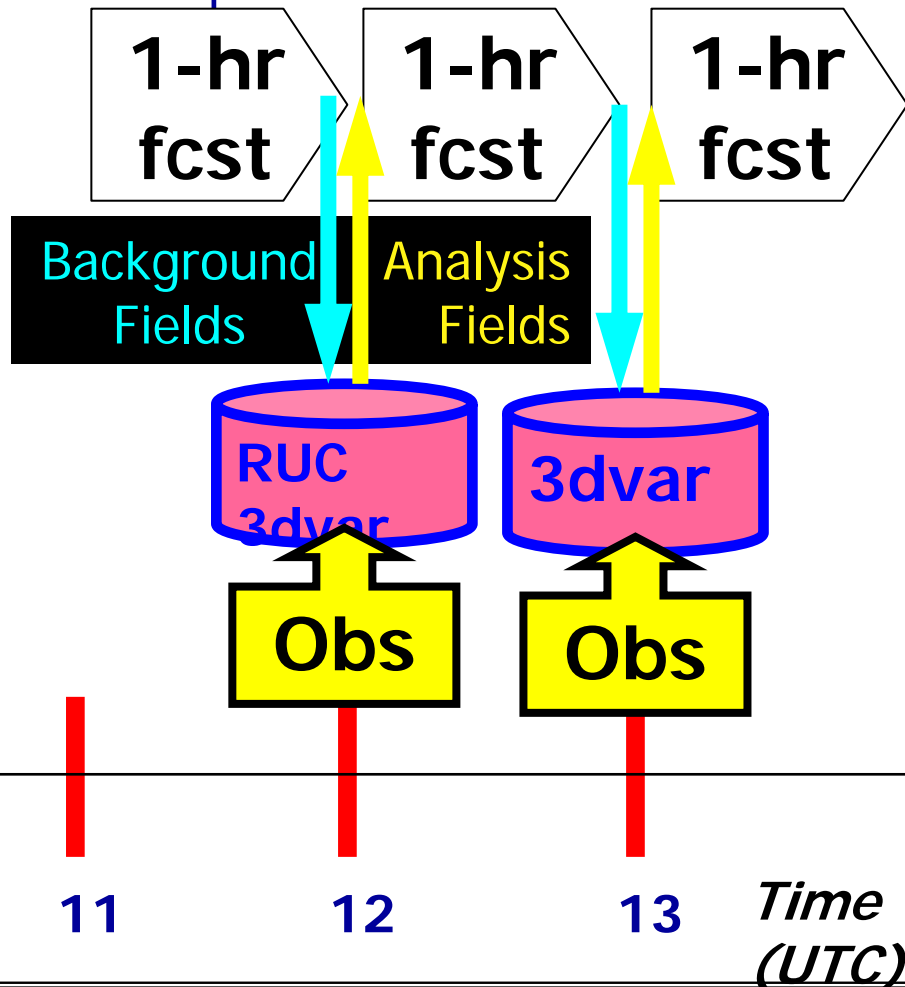 1-hr
fcst
1-hr
fcst
1-hr
fcst
Background
Fields
Analysis
Fields
RUC
3dvar
3dvar
Obs
Obs
11
12
13
Time
(UTC)